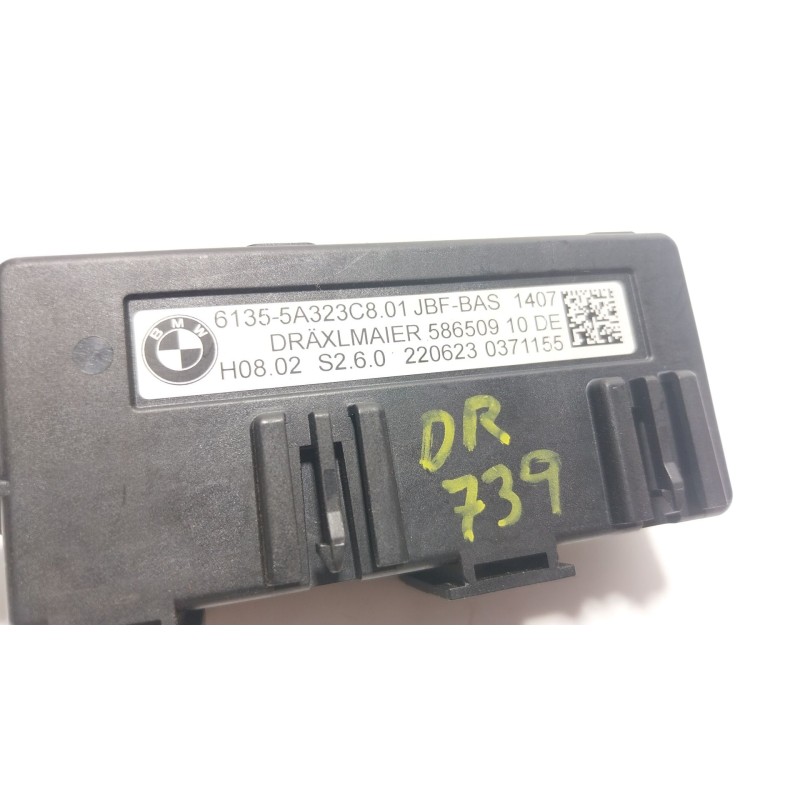 BMW
6135-5A323C8.01 JBF-BAS 1407
DRÄXLMAIER 586509 10 DE
H08.02 S2.6.0 220623 0371155
DR
739